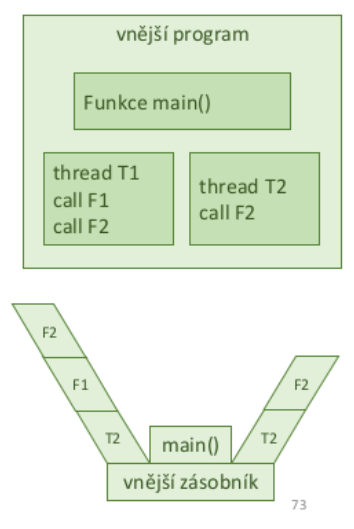 vnější program
Funkce main()
thread T1
call F1
call F2
thread T2
call F2
F2
F1
T2
main()
F2
T2
vnější zásobník
73